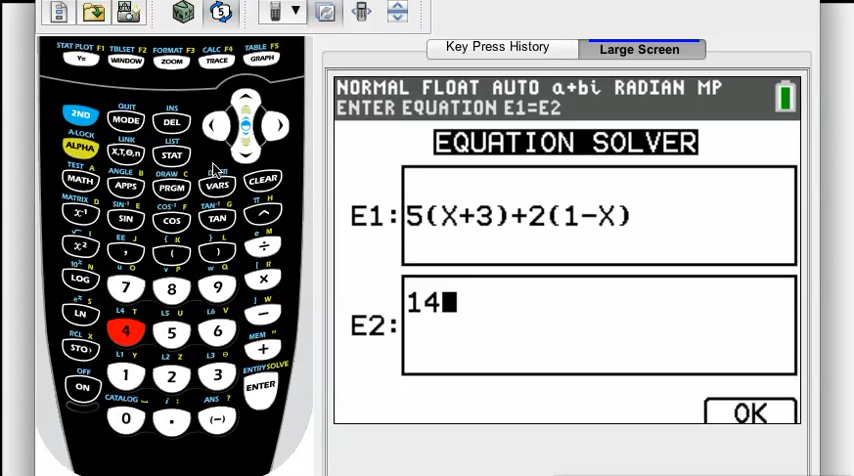 Key Press History
Large Screen
STAT PLOT F1 TBLSET F2 FORMAT F3 CALC F4 TABLE F5
Y= WINDOW ZOOM TRACE GRAPH
QUIT INS
2ND MODE DEL
A-LOCK LINK LIST
ALPHA X,T,Θ,n STAT
TEST A ANGLE B DRAW C
MATH APPS PRGM VARS CLEAR
MATRIX D SIN⁻¹ E COS⁻¹ F TAN⁻¹ G π H
x⁻¹ SIN COS TAN ^
√ I EE J { K } L e M
x² , ( ) ÷
10ˣ N u O v P w Q [ R
LOG 7 8 9 ×
eˣ S L4 T L5 U L6 V ] W
LN 4 5 6 −
RCL X L1 Y L2 Z L3 θ MEM "
STO› 1 2 3 +
OFF CATALOG i : ANS ? ENTRY SOLVE
ON 0 . (−) ENTER
NORMAL FLOAT AUTO a+bi RADIAN MP
ENTER EQUATION E1=E2
EQUATION SOLVER
E1: 5(X+3)+2(1-X)
E2: 14
OK